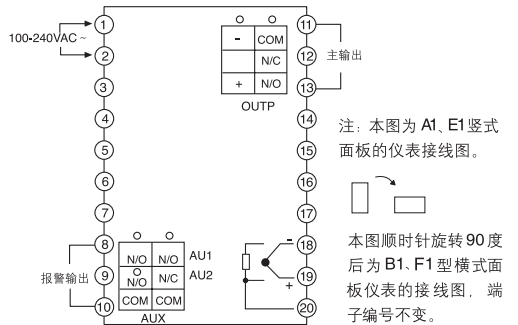 100-240VAC ~
1
2
3
4
5
6
7
8
9
10
报警输出
- COM
N/C
+ N/O
OUTP
11
12
13
14
15
16
17
18
19
20
主输出
N/O N/O AU1
N/O N/C AU2
COM COM
AUX
-
+
注：本图为 A1、E1竖式
面板的仪表接线图。
本图顺时针旋转90度
后为B1、F1型横式面
板仪表的接线图，端
子编号不变。